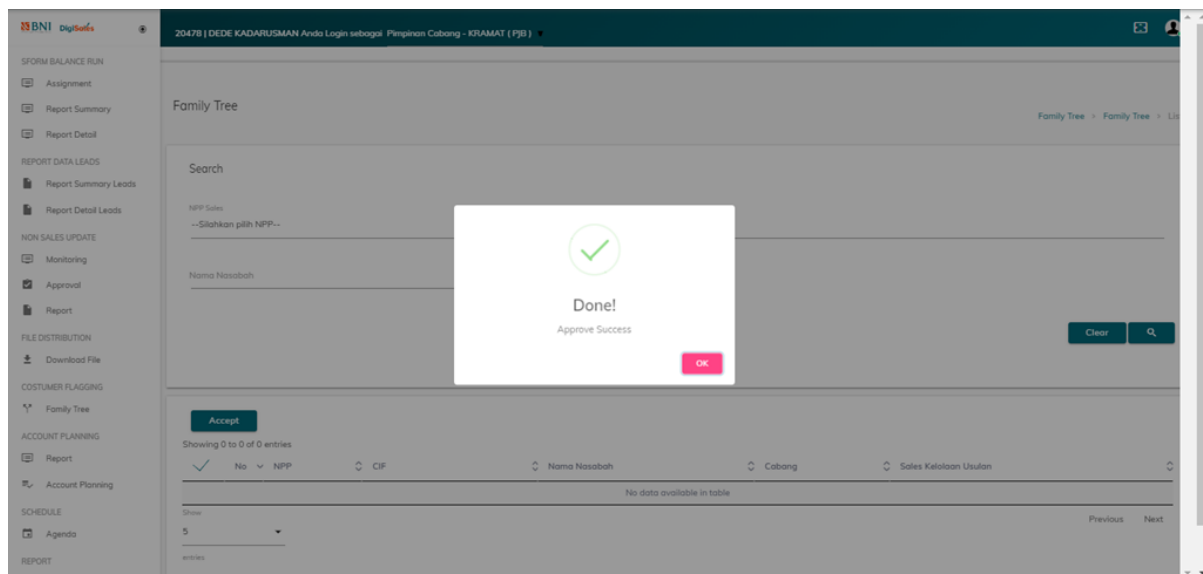 BNI DigiSales
20478 | DEDE KADARUSMAN Anda Login sebagai Pimpinan Cabang - KRAMAT ( PJB )
SFORM BALANCE RUN
Assignment
Report Summary
Report Detail
REPORT DATA LEADS
Report Summary Leads
Report Detail Leads
NON SALES UPDATE
Monitoring
Approval
Report
FILE DISTRIBUTION
Download File
COSTUMER FLAGGING
Family Tree
ACCOUNT PLANNING
Report
Account Planning
SCHEDULE
Agenda
REPORT
Family Tree
Family Tree > Family Tree > Lis
Search
NPP Sales
--Silahkan pilih NPP--
Nama Nasabah
Clear
Done!
Approve Success
OK
Accept
Showing 0 to 0 of 0 entries
No NPP CIF Nama Nasabah Cabang Sales Kelolaan Usulan
No data available in table
Show
5
entries
Previous Next